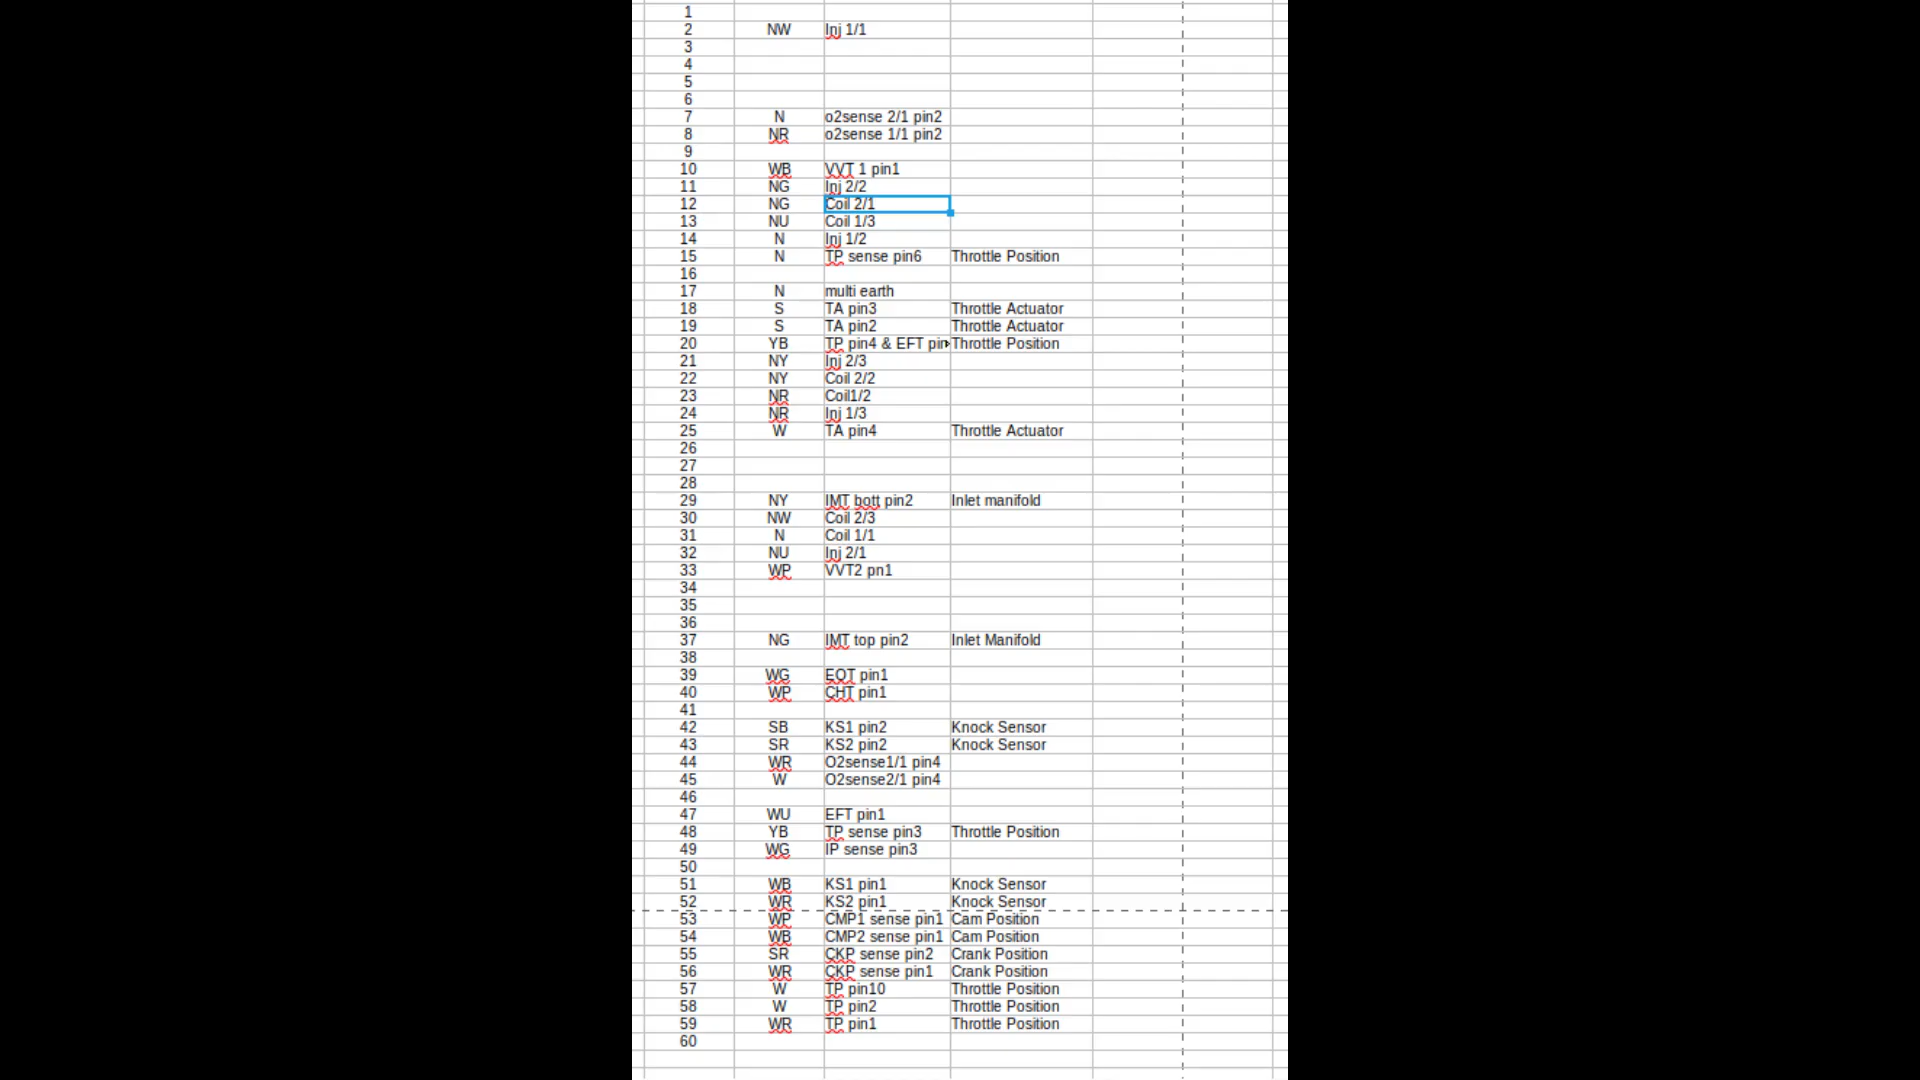 1
2 NW Inj 1/1
3
4
5
6
7 N o2sense 2/1 pin2
8 NR o2sense 1/1 pin2
9
10 WB VVT 1 pin1
11 NG Inj 2/2
12 NG Coil 2/1
13 NU Coil 1/3
14 N Inj 1/2
15 N TP sense pin6 Throttle Position
16
17 N multi earth
18 S TA pin3 Throttle Actuator
19 S TA pin2 Throttle Actuator
20 YB TP pin4 & EFT pin Throttle Position
21 NY Inj 2/3
22 NY Coil 2/2
23 NR Coil1/2
24 NR Inj 1/3
25 W TA pin4 Throttle Actuator
26
27
28
29 NY IMT bott pin2 Inlet manifold
30 NW Coil 2/3
31 N Coil 1/1
32 NU Inj 2/1
33 WP VVT2 pn1
34
35
36
37 NG IMT top pin2 Inlet Manifold
38
39 WG EOT pin1
40 WP CHT pin1
41
42 SB KS1 pin2 Knock Sensor
43 SR KS2 pin2 Knock Sensor
44 WR O2sense1/1 pin4
45 W O2sense2/1 pin4
46
47 WU EFT pin1
48 YB TP sense pin3 Throttle Position
49 WG IP sense pin3
50
51 WB KS1 pin1 Knock Sensor
52 WR KS2 pin1 Knock Sensor
53 WP CMP1 sense pin1 Cam Position
54 WB CMP2 sense pin1 Cam Position
55 SR CKP sense pin2 Crank Position
56 WR CKP sense pin1 Crank Position
57 W TP pin10 Throttle Position
58 W TP pin2 Throttle Position
59 WR TP pin1 Throttle Position
60